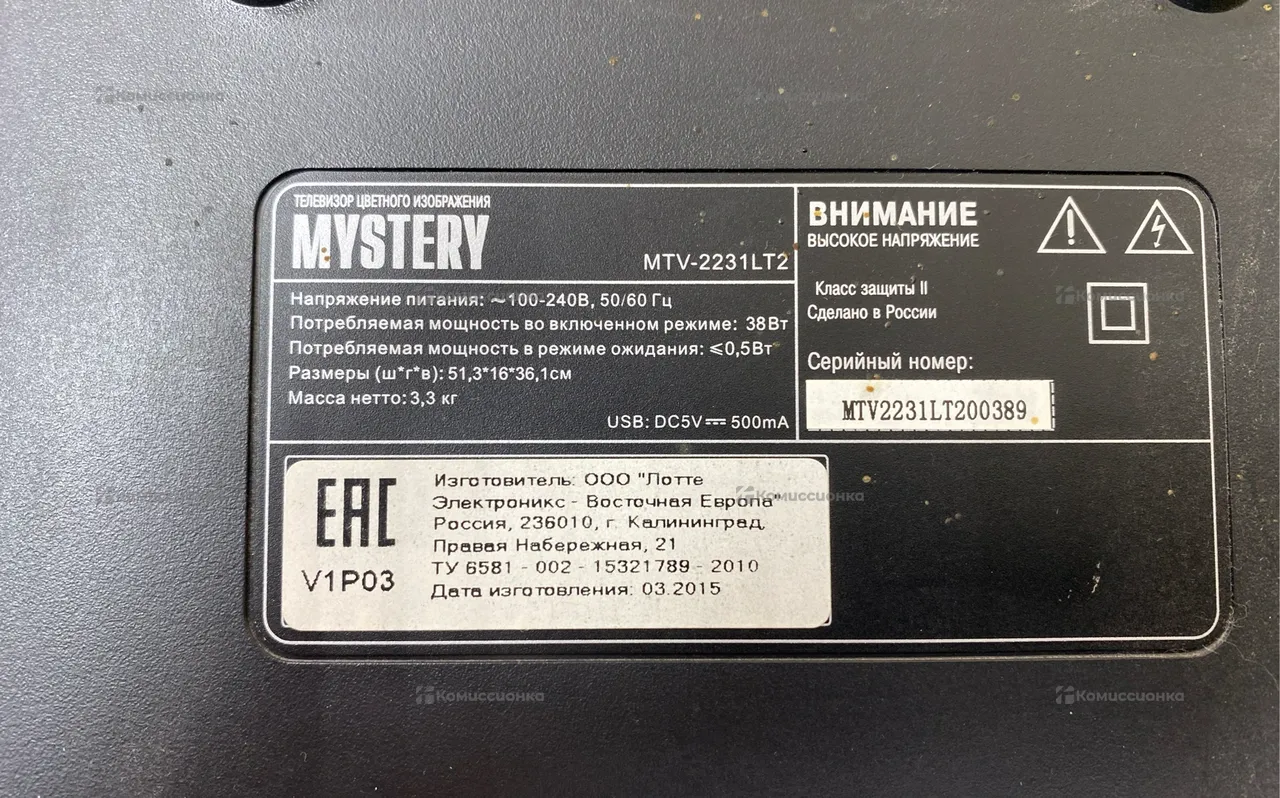 ТЕЛЕВИЗОР ЦВЕТНОГО ИЗОБРАЖЕНИЯ
MYSTERY
MTV-2231LT2
Напряжение питания: ~100-240В, 50/60 Гц
Потребляемая мощность во включенном режиме: 38Вт
Потребляемая мощность в режиме ожидания: ⩽0,5Вт
Размеры (ш*г*в): 51,3*16*36,1см
Масса нетто: 3,3 кг
USB: DC5V⎓ 500mA
ВНИМАНИЕ
ВЫСОКОЕ НАПРЯЖЕНИЕ
Класс защиты II
Сделано в России
Серийный номер:
MTV2231LT200389
EAC
V1P03
Изготовитель: ООО "Лотте
Электроникс - Восточная Европа"
Россия, 236010, г. Калининград,
Правая Набережная, 21
ТУ 6581 - 002 - 15321789 - 2010
Дата изготовления: 03.2015
Комиссионка
Комиссионка
Комиссионка
Комиссионка
Комиссионка
Комиссионка
Комиссионка